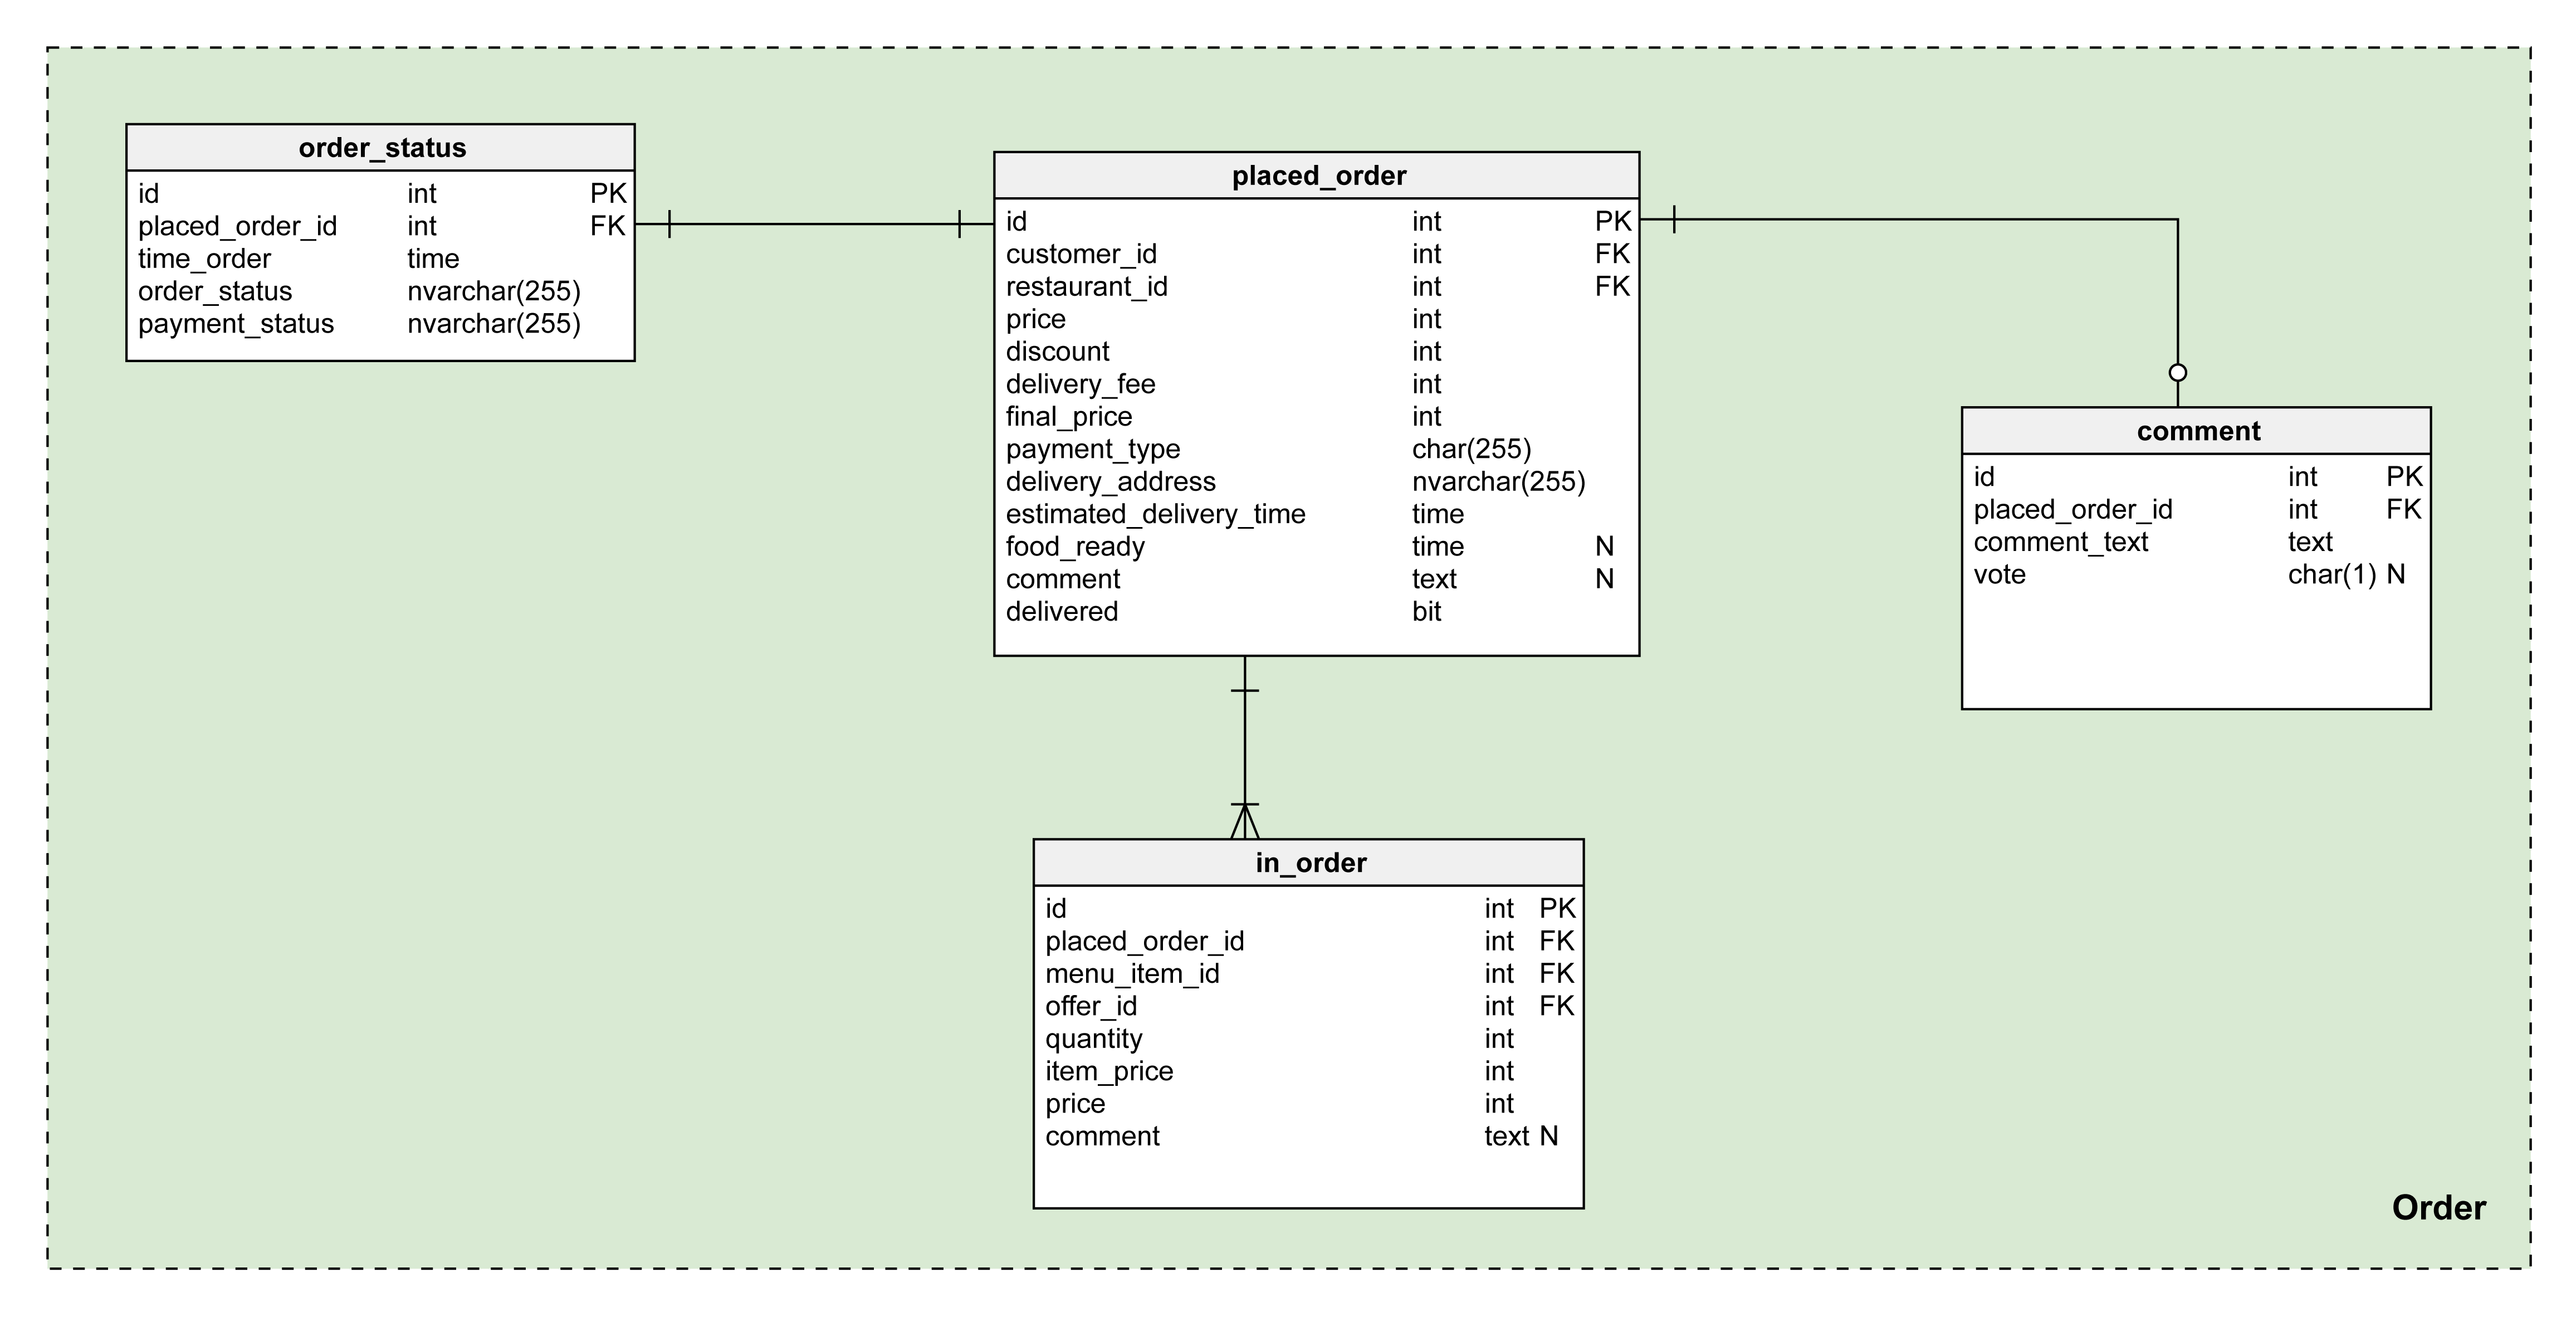 order_status
id int PK
placed_order_id int FK
time_order time
order_status nvarchar(255)
payment_status nvarchar(255)
placed_order
id int PK
customer_id int FK
restaurant_id int FK
price int
discount int
delivery_fee int
final_price int
payment_type char(255)
delivery_address nvarchar(255)
estimated_delivery_time time
food_ready time N
comment text N
delivered bit
comment
id int PK
placed_order_id int FK
comment_text text
vote char(1) N
in_order
id int PK
placed_order_id int FK
menu_item_id int FK
offer_id int FK
quantity int
item_price int
price int
comment text N
Order